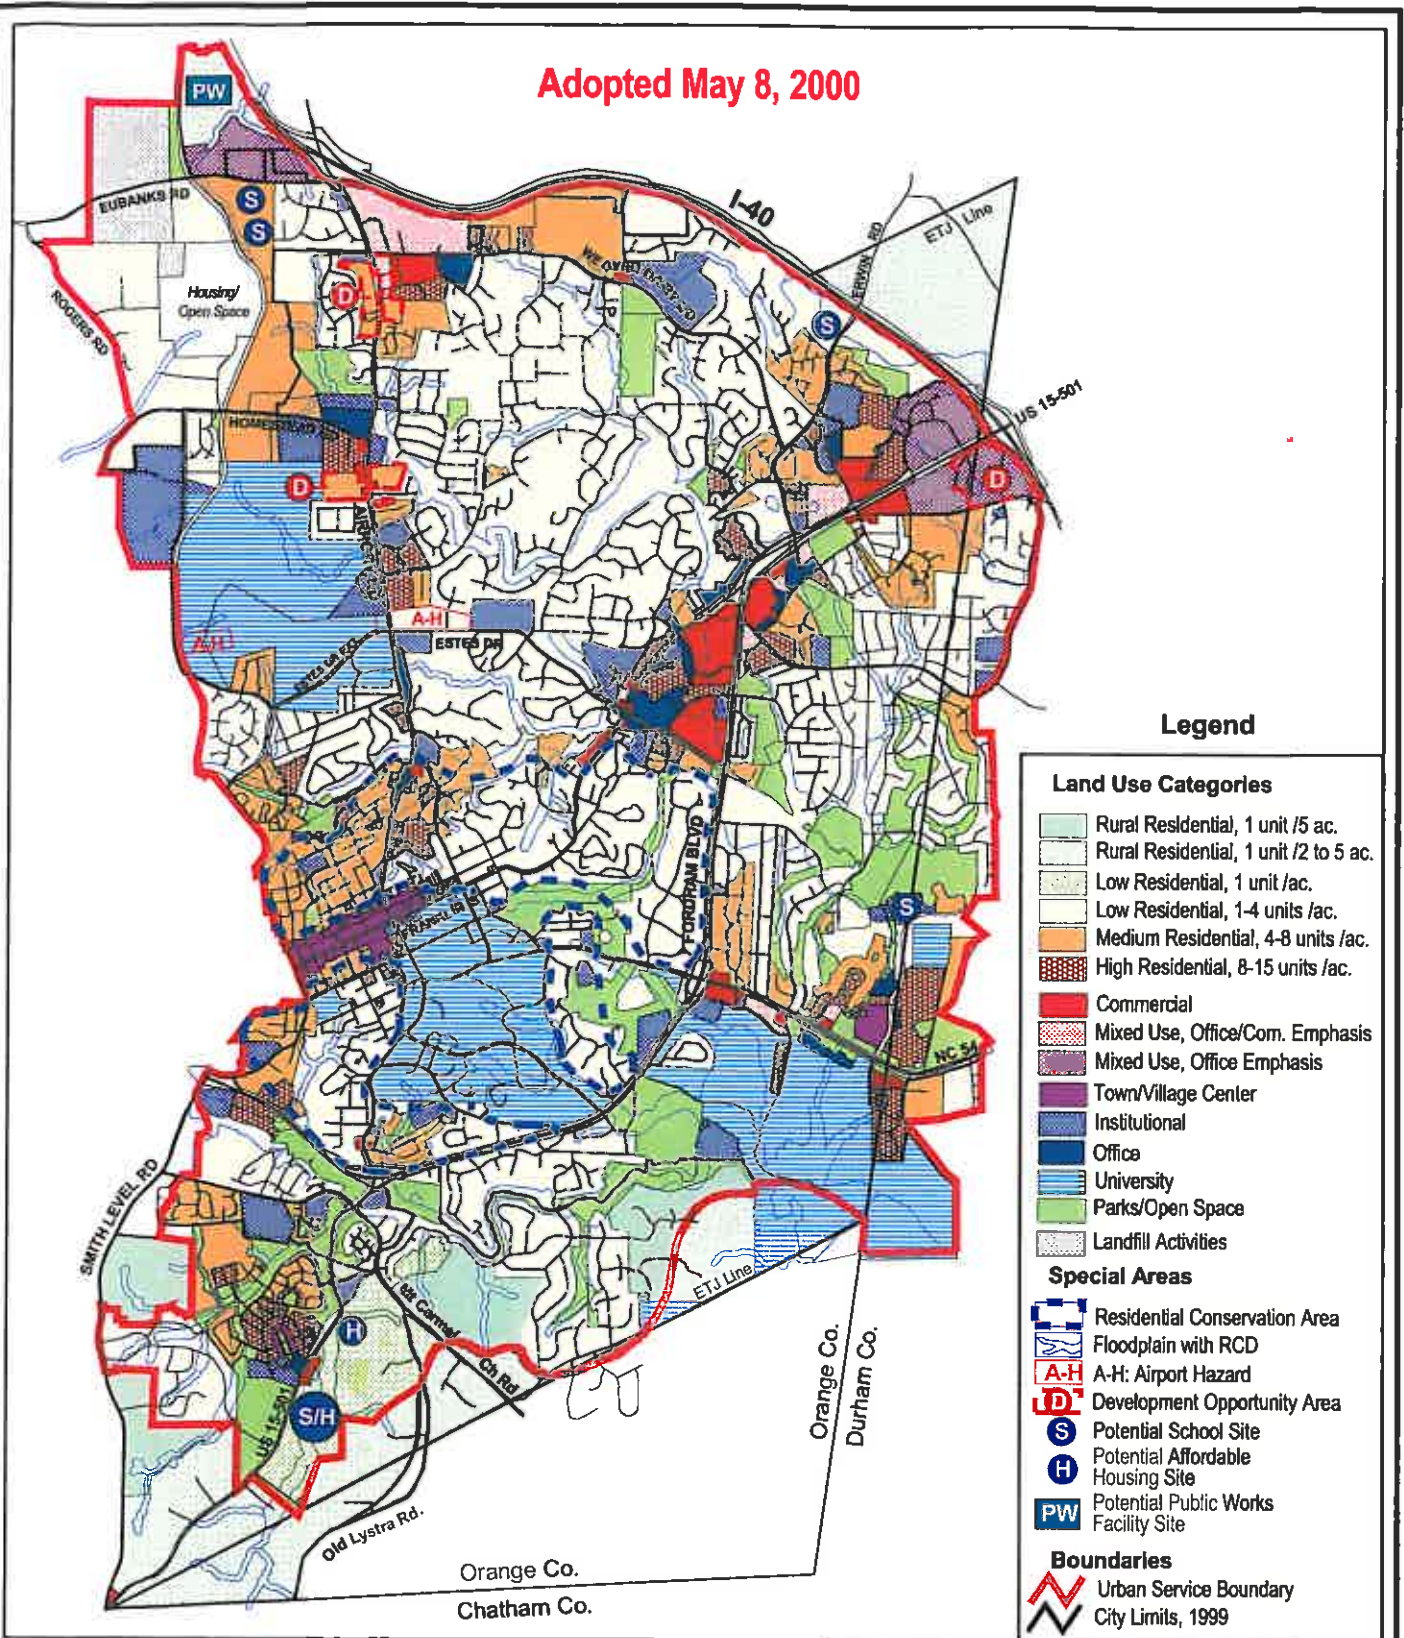 Adopted May 8, 2000
PW
I-40
ETJ Line
ERWIN RD
EUBANKS RD
S
S
Housing/
Open Space
ROGERS RD
D
S
US 15-501
HOMESTEAD
D
D
A-H
A-H
ESTES DR
Legend
FORDHAM BLVD
S
NC 54
SMITH LEVEL RD
Mt Carmel
Ch Rd
ETJ Line
H
S/H
US 15-501
Old Lystra Rd.
Orange Co.
Durham Co.
Orange Co.
Chatham Co.
Land Use Categories
Rural Residential, 1 unit /5 ac.
Rural Residential, 1 unit /2 to 5 ac.
Low Residential, 1 unit /ac.
Low Residential, 1-4 units /ac.
Medium Residential, 4-8 units /ac.
High Residential, 8-15 units /ac.
Commercial
Mixed Use, Office/Com. Emphasis
Mixed Use, Office Emphasis
Town/Village Center
Institutional
Office
University
Parks/Open Space
Landfill Activities
Special Areas
Residential Conservation Area
Floodplain with RCD
A-H A-H: Airport Hazard
D Development Opportunity Area
S Potential School Site
H Potential Affordable
Housing Site
PW Potential Public Works
Facility Site
Boundaries
Urban Service Boundary
City Limits, 1999